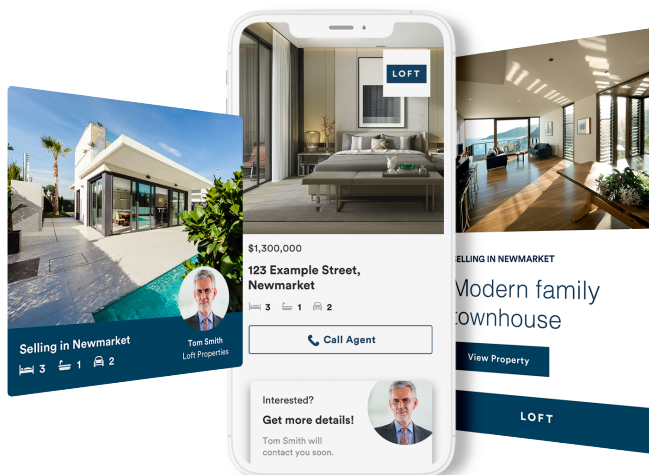 Selling in Newmarket
3 1 2
Tom Smith
Loft Properties
LOFT
$1,300,000
123 Example Street,
Newmarket
3 1 2
Call Agent
Interested?
Get more details!
Tom Smith will
contact you soon.
SELLING IN NEWMARKET
Modern family
townhouse
View Property
LOFT